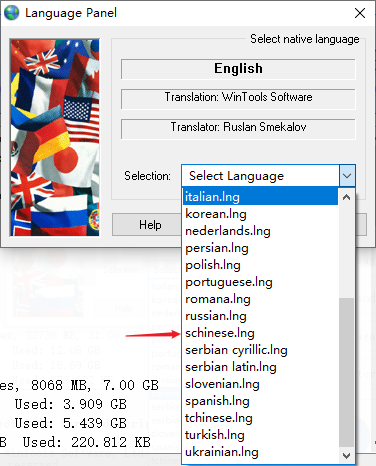 Language Panel
Select native language
English
Translation: WinTools Software
Translator: Ruslan Smekalov
Selection:
Select Language
Help
italian.lng
korean.lng
nederlands.lng
persian.lng
polish.lng
portuguese.lng
romana.lng
russian.lng
schinese.lng
serbian cyrillic.lng
serbian latin.lng
slovenian.lng
spanish.lng
tchinese.lng
turkish.lng
ukrainian.lng
es, 8068 MB, 7.00 GB
Used: 3.909 GB
Used: 5.439 GB
B Used: 220.812 KB